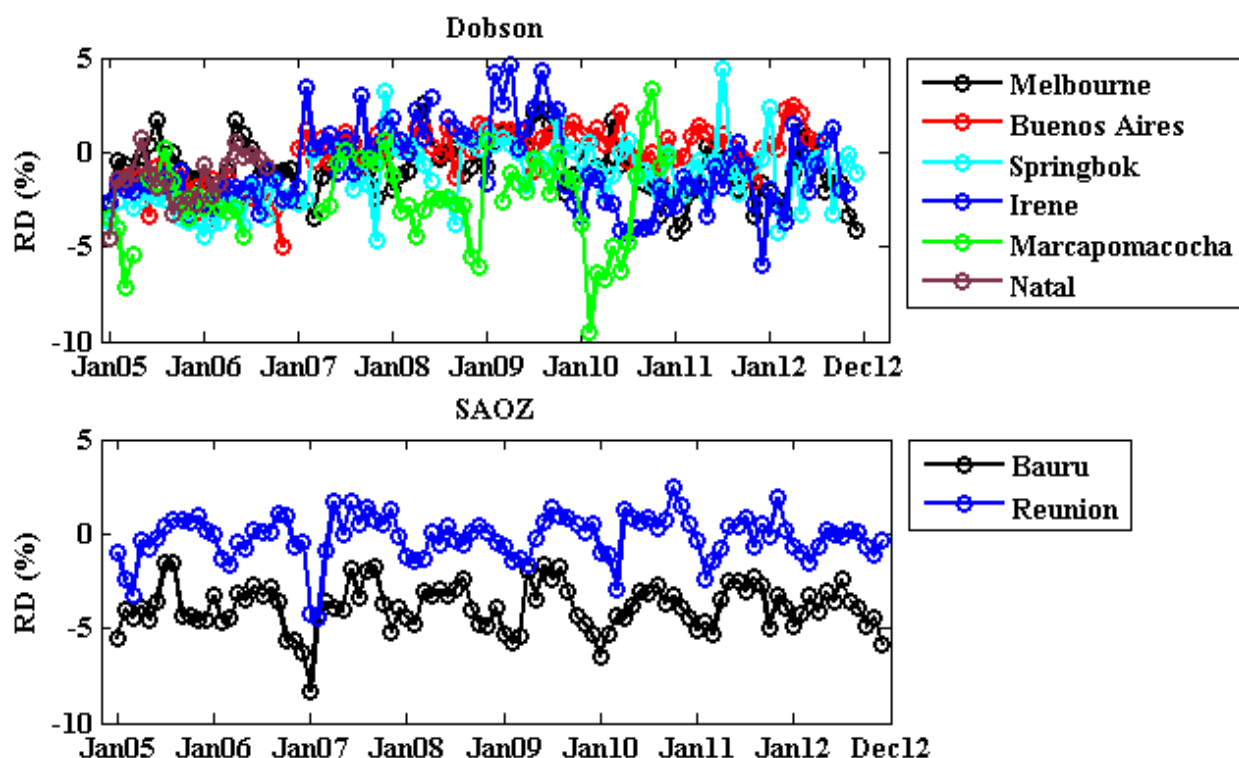 Dobson
RD (%)
5
0
-5
-10
Jan05 Jan06 Jan07 Jan08 Jan09 Jan10 Jan11 Jan12 Dec12
Melbourne
Buenos Aires
Springbok
Irene
Marcapomacocha
Natal
SAOZ
RD (%)
5
0
-5
-10
Jan05 Jan06 Jan07 Jan08 Jan09 Jan10 Jan11 Jan12 Dec12
Bauru
Reunion